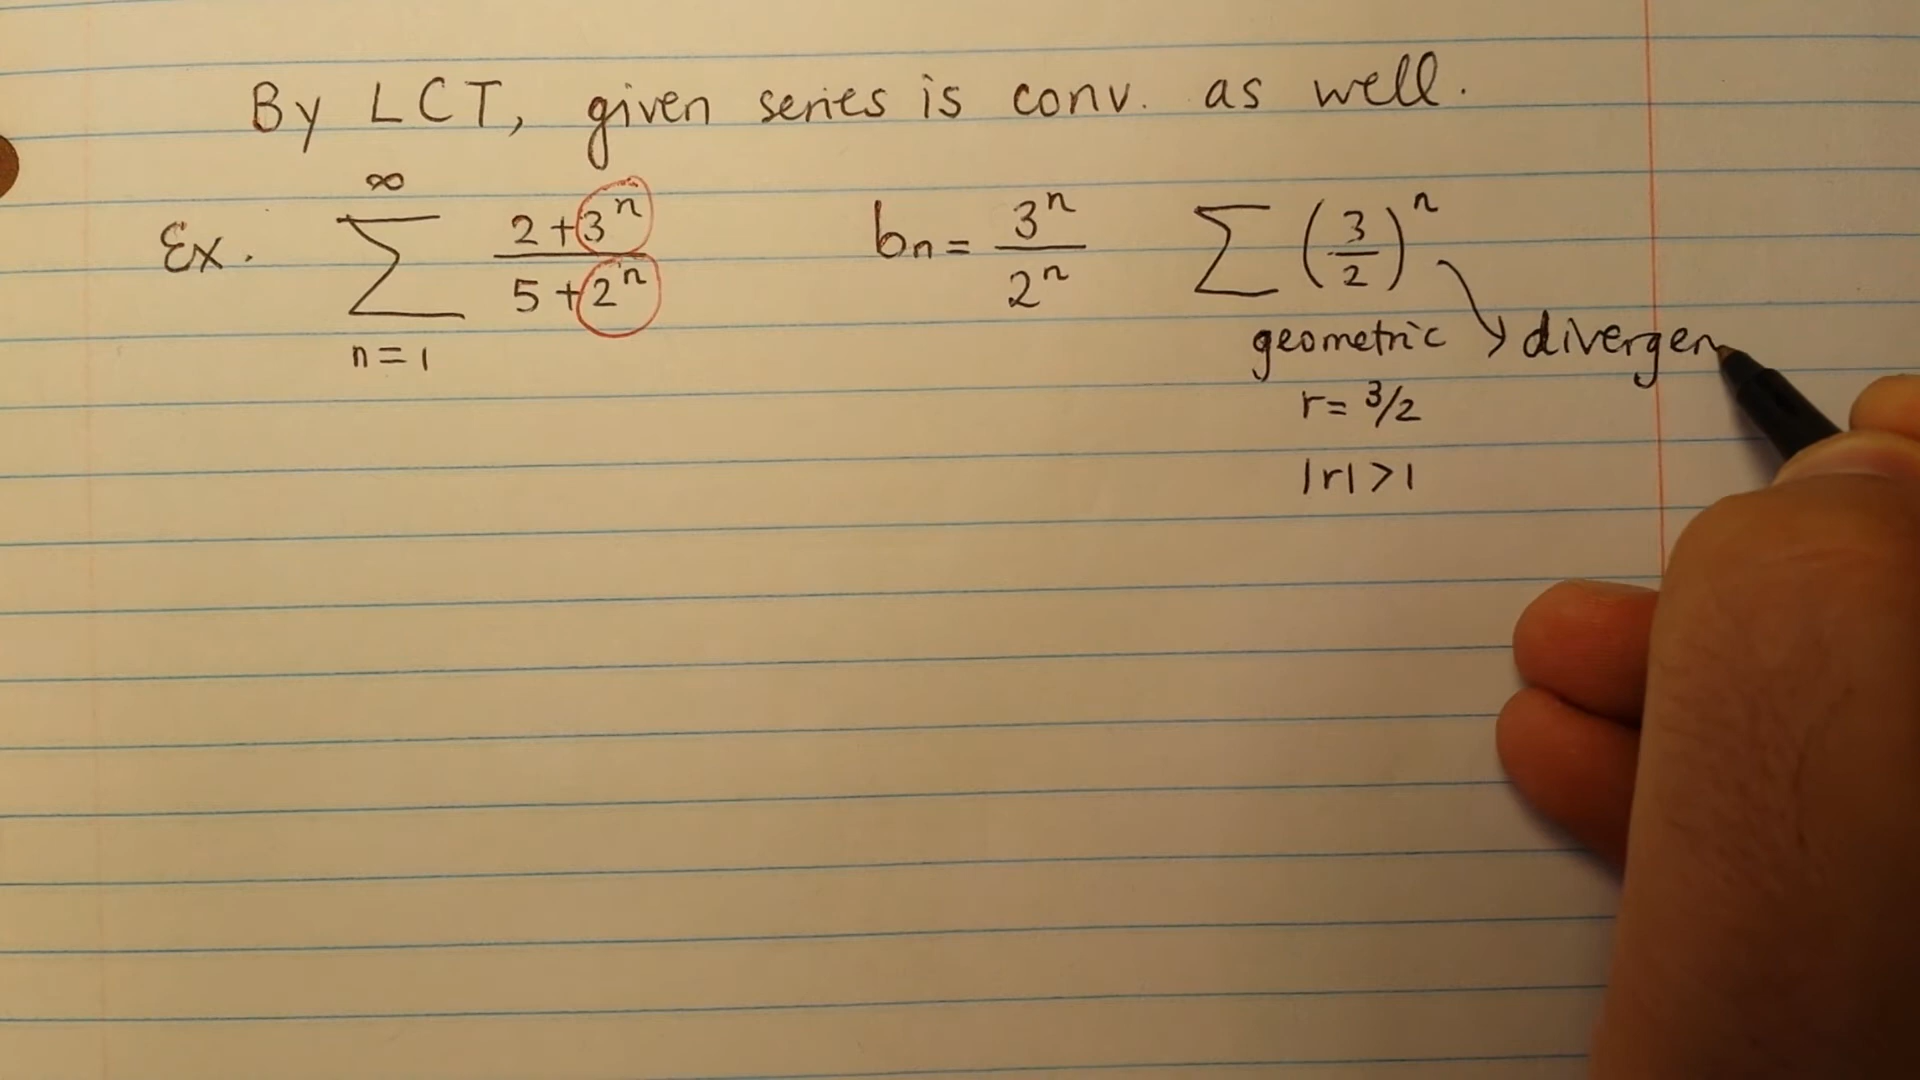 By LCT, given series is conv. as well.
Ex. ∞ ∑ n=1 (2+3^n)/(5+2^n) bn = 3^n/2^n ∑ (3/2)^n
geometric → divergen
r = 3/2
|r| > 1